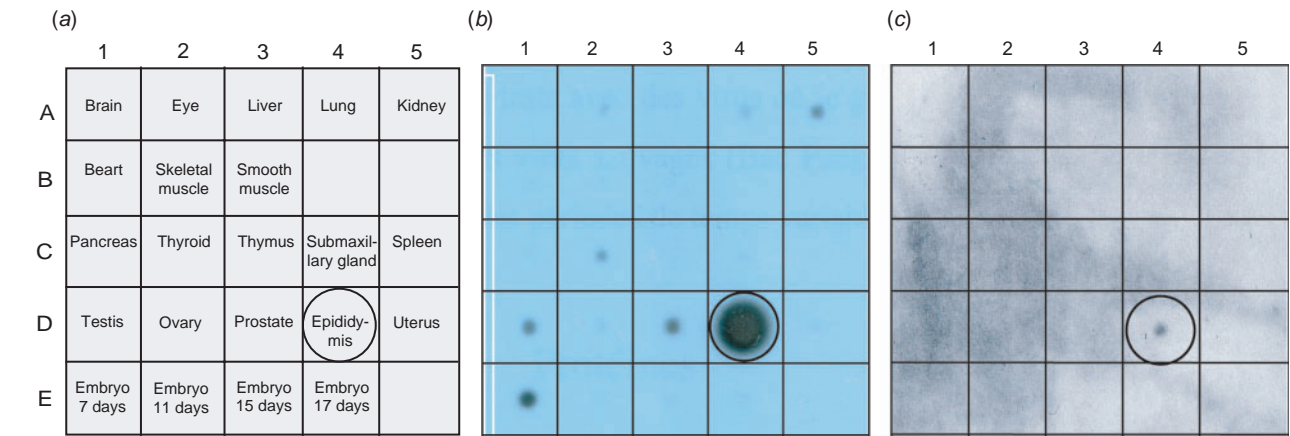 (a)
1 2 3 4 5
A Brain Eye Liver Lung Kidney
B Beart Skeletal muscle Smooth muscle
C Pancreas Thyroid Thymus Submaxil-
lary gland Spleen
D Testis Ovary Prostate Epididy-
mis Uterus
E Embryo 7 days Embryo 11 days Embryo 15 days Embryo 17 days
(b)
1 2 3 4 5
(c)
1 2 3 4 5